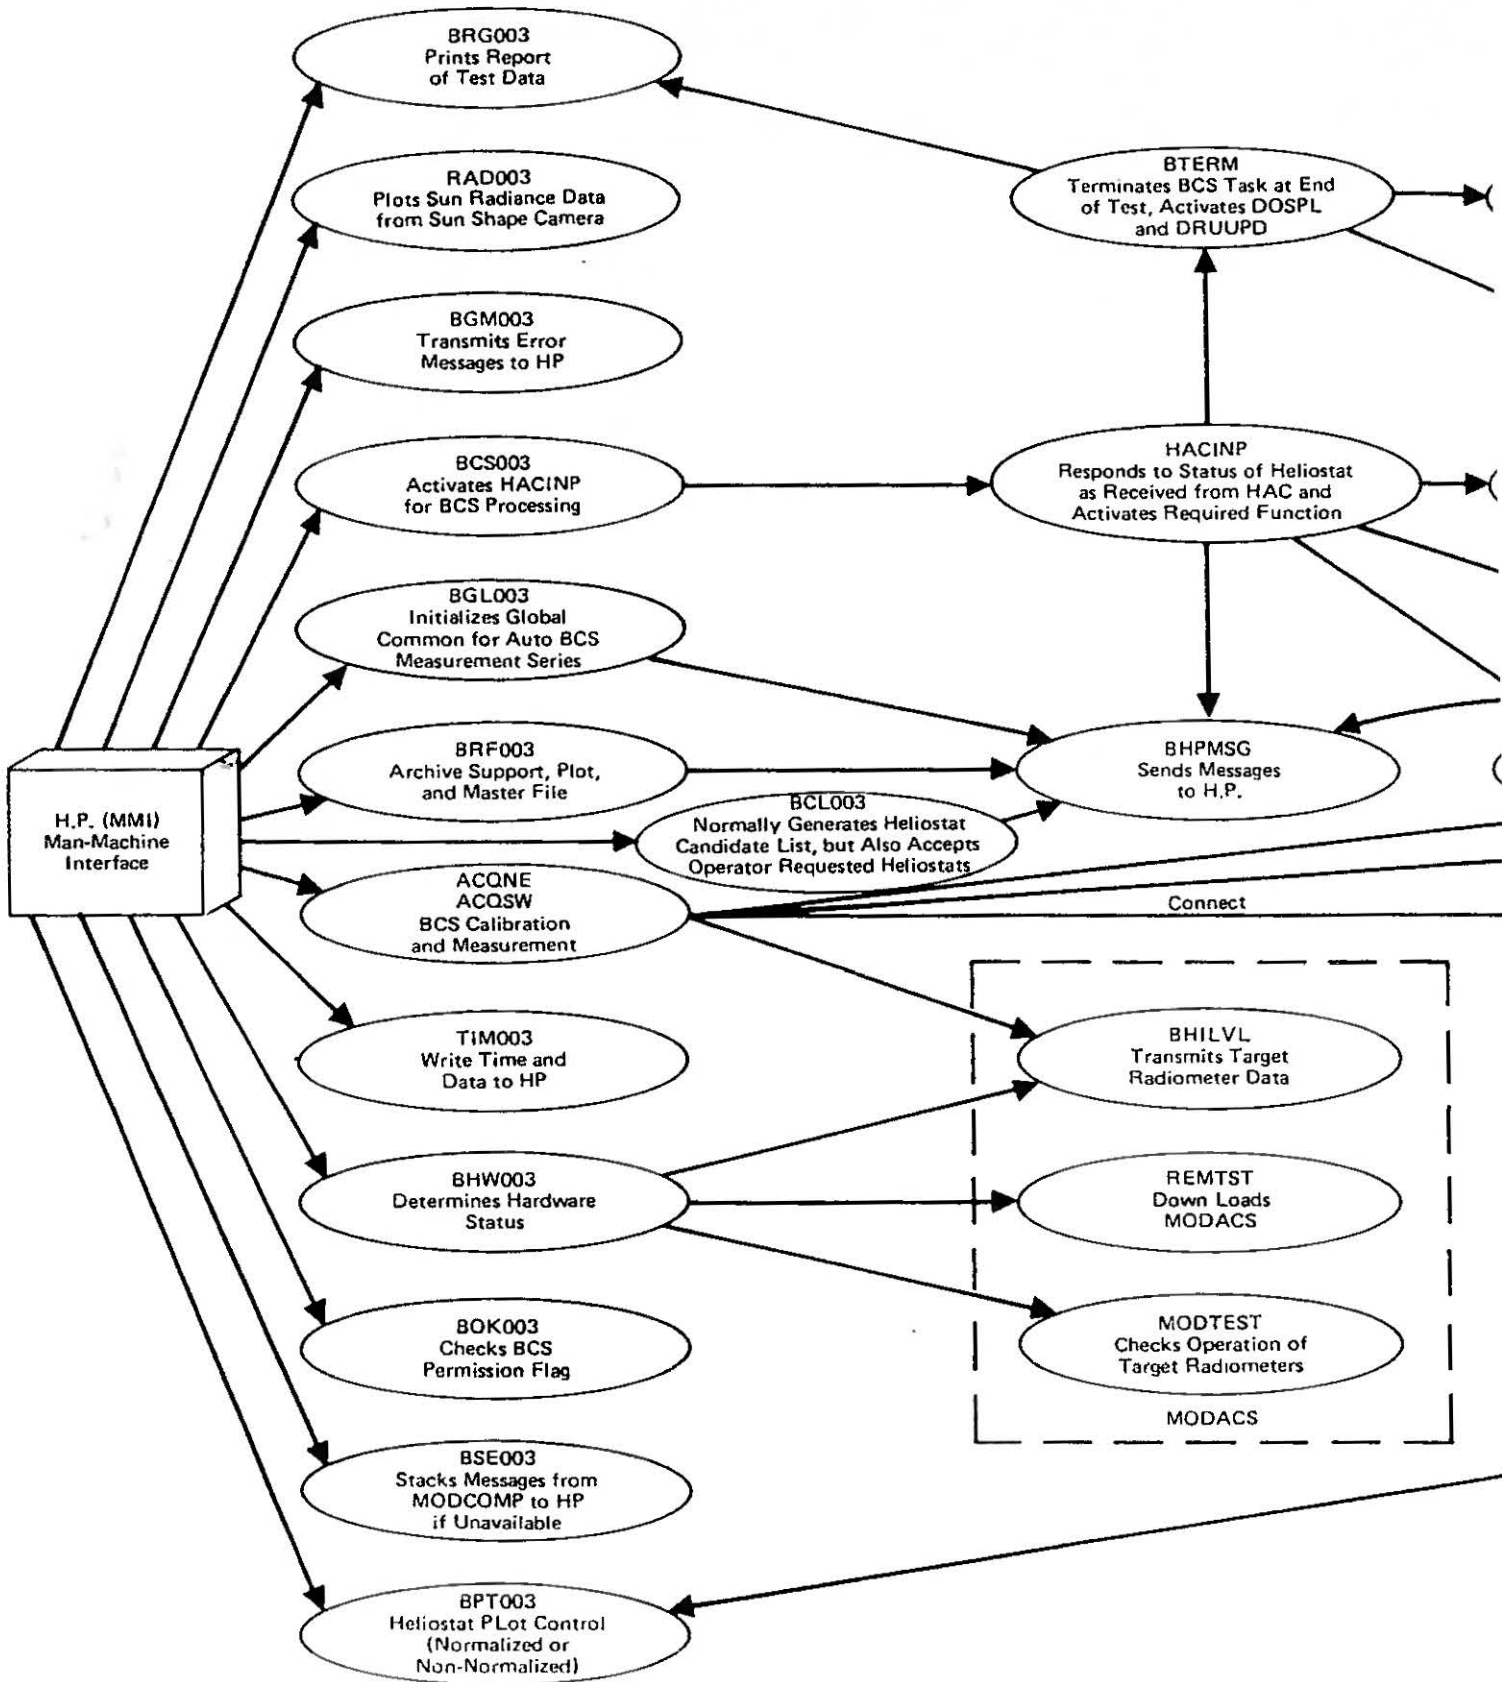 BRG003
Prints Report
of Test Data
RAD003
Plots Sun Radiance Data
from Sun Shape Camera
BGM003
Transmits Error
Messages to HP
BCS003
Activates HACINP
for BCS Processing
BGL003
Initializes Global
Common for Auto BCS
Measurement Series
BRF003
Archive Support, Plot,
and Master File
BCL003
Normally Generates Heliostat
Candidate List, but Also Accepts
Operator Requested Heliostats
ACQNE
ACQSW
BCS Calibration
and Measurement
TIM003
Write Time and
Data to HP
BHW003
Determines Hardware
Status
BOK003
Checks BCS
Permission Flag
BSE003
Stacks Messages from
MODCOMP to HP
if Unavailable
BPT003
Heliostat PLot Control
(Normalized or
Non-Normalized)
H.P. (MMI)
Man-Machine
Interface
BTERM
Terminates BCS Task at End
of Test, Activates DOSPL
and DRUUPD
HACINP
Responds to Status of Heliostat
as Received from HAC and
Activates Required Function
BHPMSG
Sends Messages
to H.P.
Connect
BHILVL
Transmits Target
Radiometer Data
REMTST
Down Loads
MODACS
MODTEST
Checks Operation of
Target Radiometers
MODACS